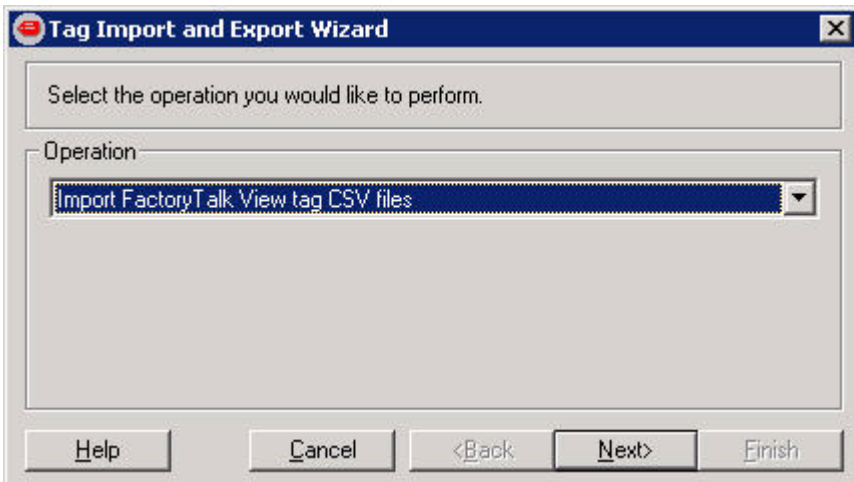 Tag Import and Export Wizard
Select the operation you would like to perform.
Operation
Import FactoryTalk View tag CSV files
Help Cancel <Back Next> Finish